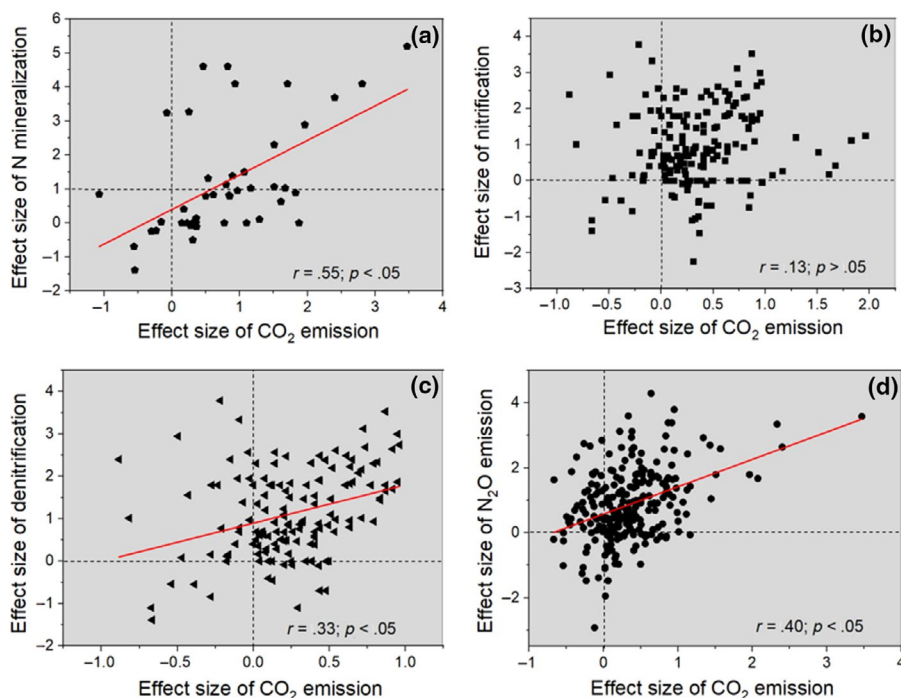 (a)
6
5
4
3
2
1
0
–1
–2
Effect size of N mineralization
r = .55; p < .05
–1 0 1 2 3 4
Effect size of CO2 emission
(b)
5
4
3
2
1
0
–1
–2
–3
Effect size of nitrification
r = .13; p > .05
–1.0 –0.5 0.0 0.5 1.0 1.5 2.0
Effect size of CO2 emission
(c)
4
3
2
1
0
–1
–2
Effect size of denitrification
r = .33; p < .05
–1.0 –0.5 0.0 0.5 1.0
Effect size of CO2 emission
(d)
4
2
0
–2
Effect size of N2O emission
r = .40; p < .05
–1 0 1 2 3 4
Effect size of CO2 emission